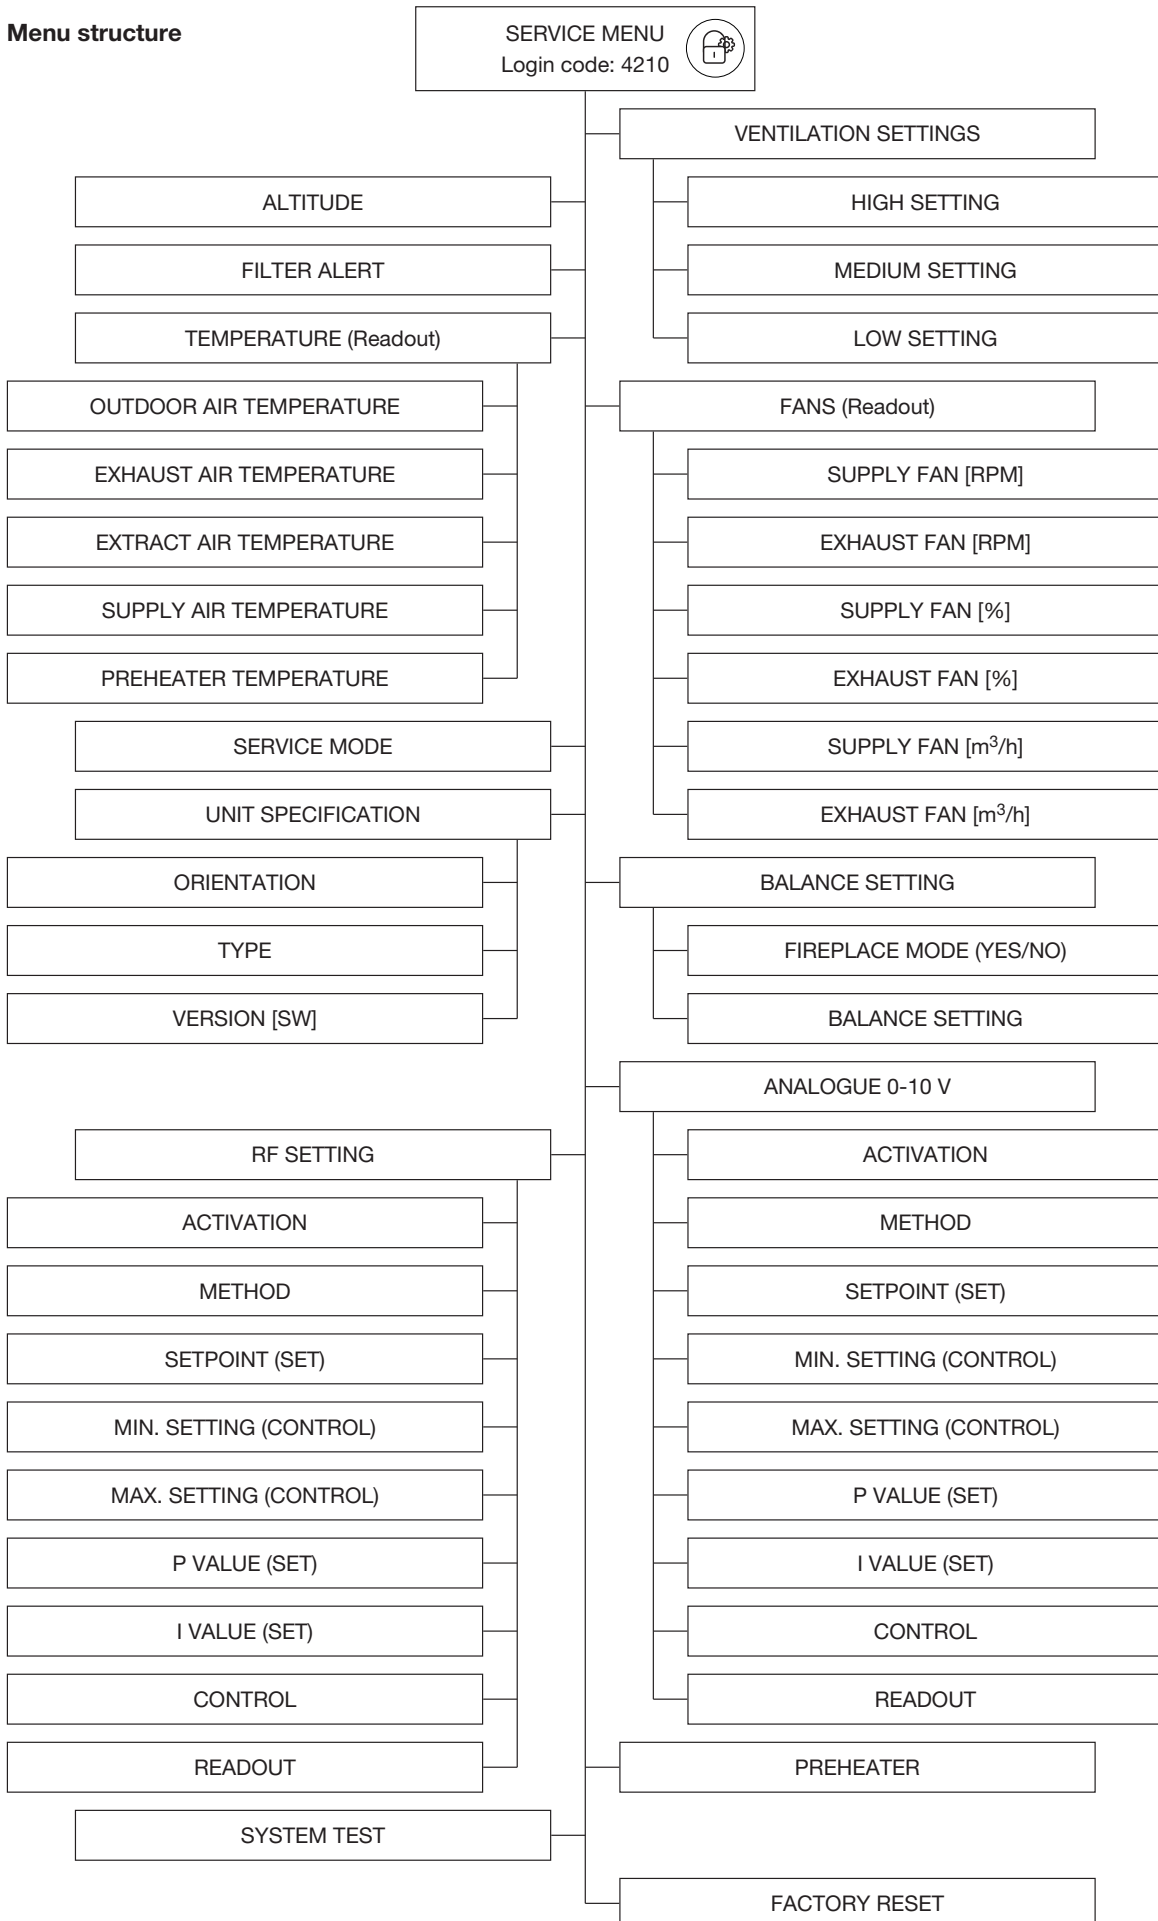 Menu structure
SERVICE MENU
Login code: 4210
VENTILATION SETTINGS
ALTITUDE
HIGH SETTING
FILTER ALERT
MEDIUM SETTING
TEMPERATURE (Readout)
LOW SETTING
OUTDOOR AIR TEMPERATURE
FANS (Readout)
EXHAUST AIR TEMPERATURE
SUPPLY FAN [RPM]
EXTRACT AIR TEMPERATURE
EXHAUST FAN [RPM]
SUPPLY AIR TEMPERATURE
SUPPLY FAN [%]
PREHEATER TEMPERATURE
EXHAUST FAN [%]
SERVICE MODE
SUPPLY FAN [m³/h]
UNIT SPECIFICATION
EXHAUST FAN [m³/h]
ORIENTATION
BALANCE SETTING
TYPE
FIREPLACE MODE (YES/NO)
VERSION [SW]
BALANCE SETTING
ANALOGUE 0-10 V
RF SETTING
ACTIVATION
ACTIVATION
METHOD
METHOD
SETPOINT (SET)
SETPOINT (SET)
MIN. SETTING (CONTROL)
MIN. SETTING (CONTROL)
MAX. SETTING (CONTROL)
MAX. SETTING (CONTROL)
P VALUE (SET)
P VALUE (SET)
I VALUE (SET)
I VALUE (SET)
CONTROL
CONTROL
READOUT
READOUT
PREHEATER
SYSTEM TEST
FACTORY RESET